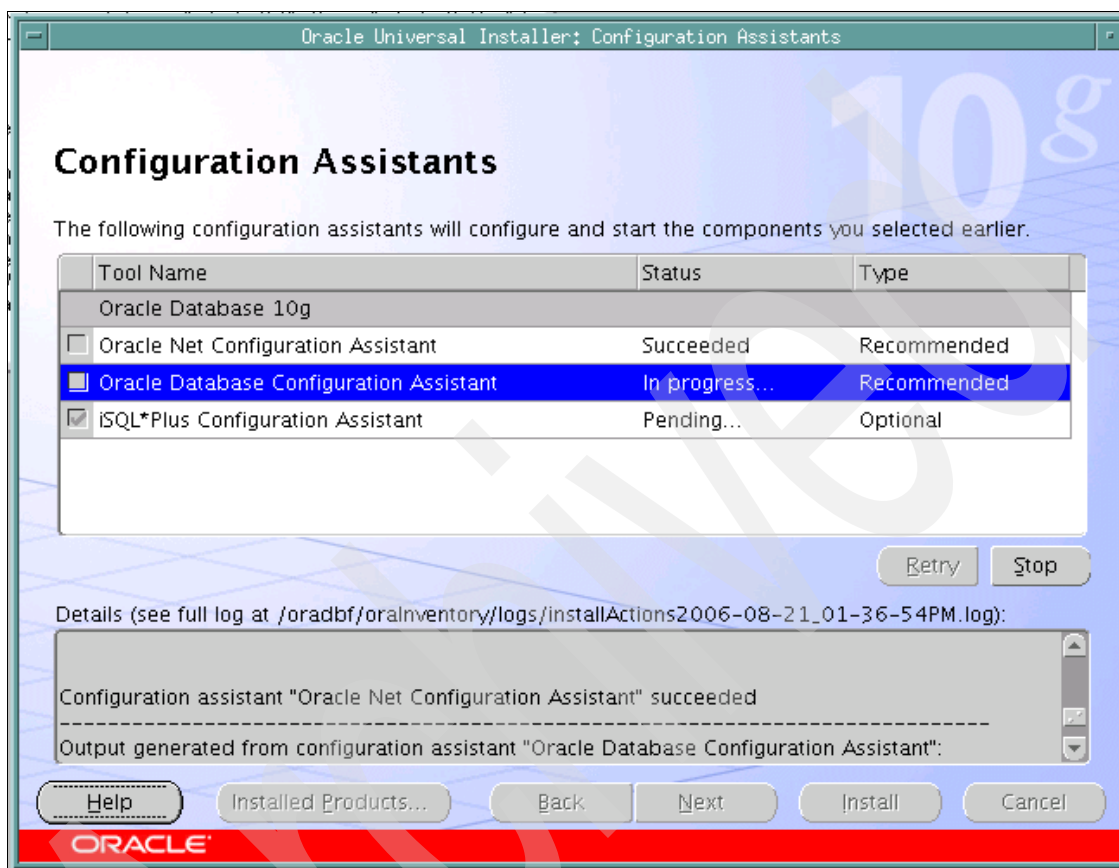 Oracle Universal Installer: Configuration Assistants
10g
Configuration Assistants
The following configuration assistants will configure and start the components you selected earlier.
Tool Name Status Type
Oracle Database 10g
Oracle Net Configuration Assistant Succeeded Recommended
Oracle Database Configuration Assistant In progress... Recommended
iSQL*Plus Configuration Assistant Pending... Optional
Retry Stop
Details (see full log at /oradbf/oraInventory/logs/installActions2006-08-21_01-36-54PM.log):
Configuration assistant "Oracle Net Configuration Assistant" succeeded
-----------------------------------------------------------------------------
Output generated from configuration assistant "Oracle Database Configuration Assistant":
Help Installed Products... Back Next Install Cancel
ORACLE